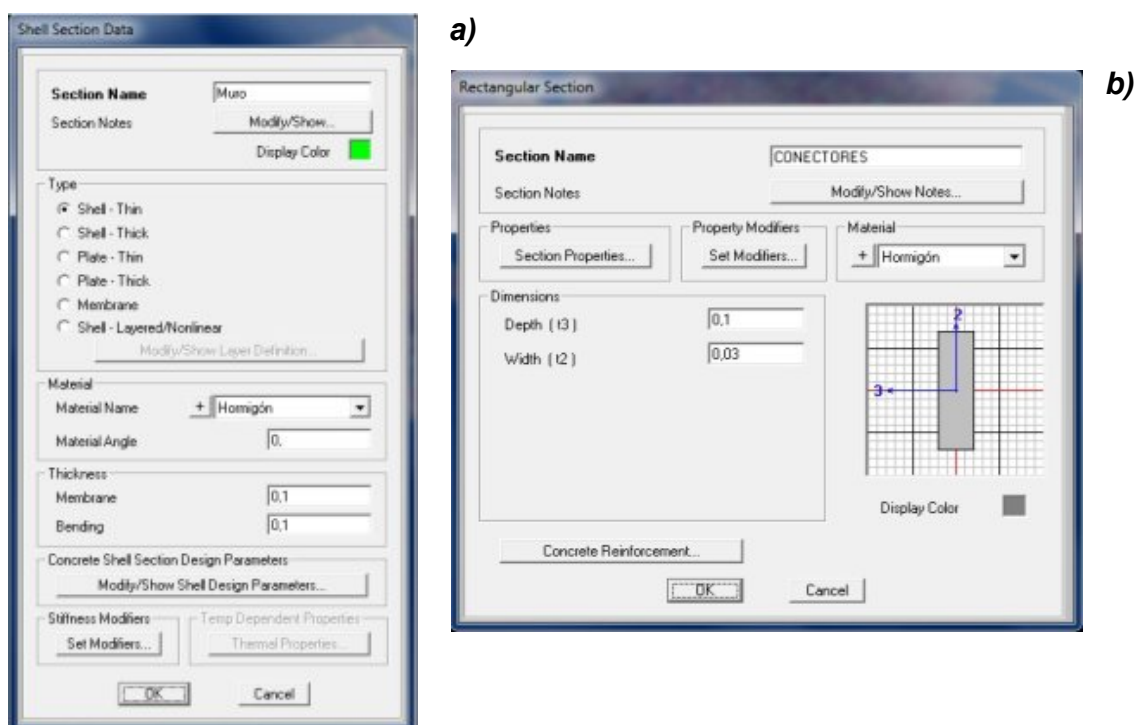 Shell Section Data
Section Name Muro
Section Notes Modify/Show...
Display Color
Type
Shell - Thin
Shell - Thick
Plate - Thin
Plate - Thick
Membrane
Shell - Layered/Nonlinear
Modify/Show Layer Definition...
Material
Material Name + Hormigón
Material Angle 0,
Thickness
Membrane 0,1
Bending 0,1
Concrete Shell Section Design Parameters
Modify/Show Shell Design Parameters...
Stiffness Modifiers Temp Dependent Properties
Set Modifiers... Thermal Properties...
OK Cancel
a)
Rectangular Section
Section Name CONECTORES
Section Notes Modify/Show Notes...
Properties Property Modifiers Material
Section Properties... Set Modifiers... + Hormigón
Dimensions
Depth ( t3 ) 0,1
Width ( t2 ) 0,03
2
3
Display Color
Concrete Reinforcement...
OK Cancel
b)